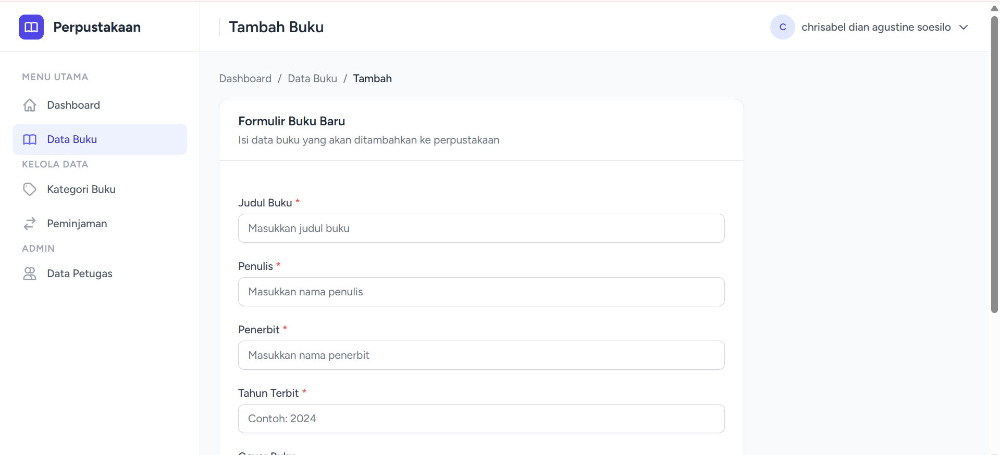 Perpustakaan
Tambah Buku
C
chrisabel dian agustine soesilo
MENU UTAMA
Dashboard
Data Buku
KELOLA DATA
Kategori Buku
Peminjaman
ADMIN
Data Petugas
Dashboard / Data Buku / Tambah
Formulir Buku Baru
Isi data buku yang akan ditambahkan ke perpustakaan
Judul Buku *
Masukkan judul buku
Penulis *
Masukkan nama penulis
Penerbit *
Masukkan nama penerbit
Tahun Terbit *
Contoh: 2024
Cover Buku